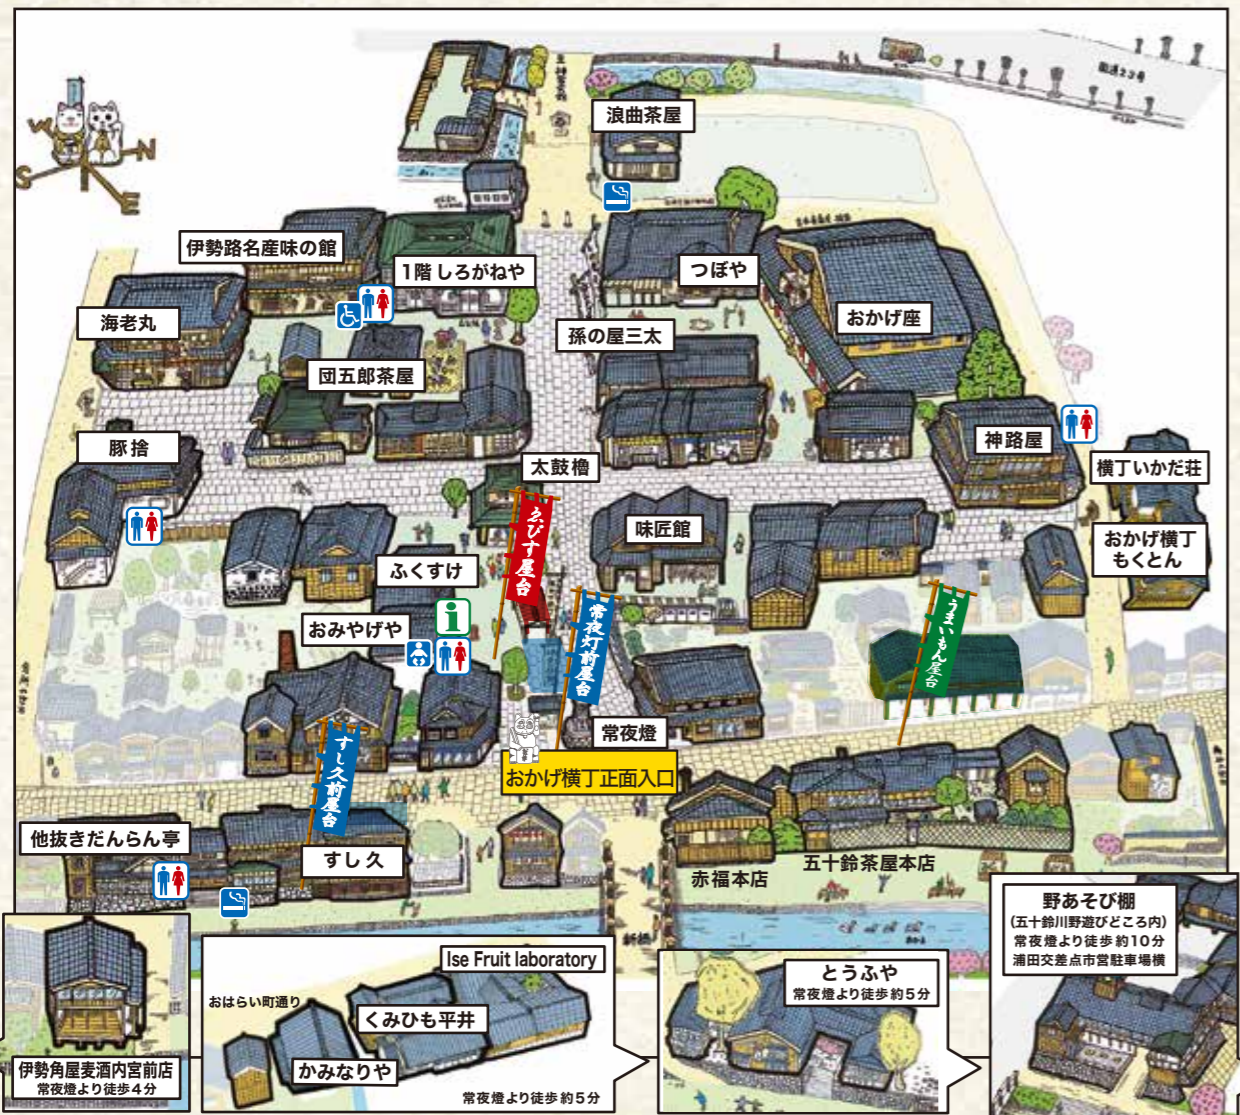 W
N
S
E
国道23号
浪曲茶屋
伊勢路名産味の館
1階 しろがねや
つぼや
海老丸
おかげ座
孫の屋三太
団五郎茶屋
豚捨
神路屋
太鼓櫓
横丁いかだ荘
ゑびす屋台
味匠館
おかげ横丁
もくとん
ふくすけ
i
おみやげや
常夜灯前屋台
うまいもん屋台
常夜燈
すし久前屋台
おかげ横丁正面入口
他抜きだんらん亭
すし久
赤福本店
五十鈴茶屋本店
新橋
伊勢角屋麦酒内宮前店
常夜燈より徒歩4分
Ise Fruit laboratory
おはらい町通り
くみひも平井
かみなりや
常夜燈より徒歩 約5分
とうふや
常夜燈より徒歩 約5分
野あそび棚
(五十鈴川野遊びどころ内)
常夜燈より徒歩 約10分
浦田交差点市営駐車場横